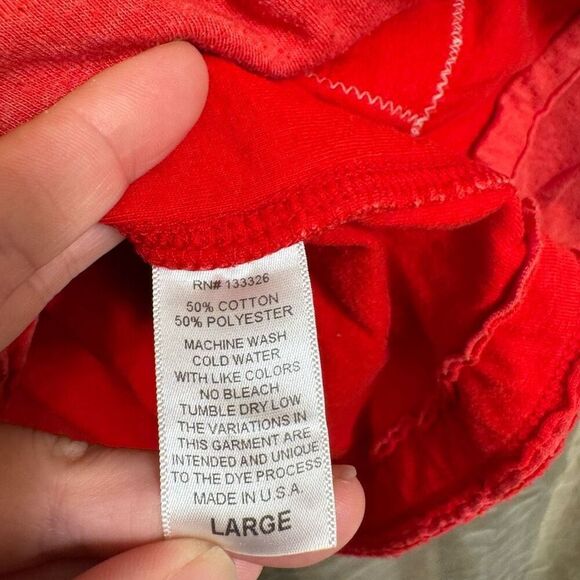 RN# 133326
50% COTTON
50% POLYESTER
MACHINE WASH
COLD WATER
WITH LIKE COLORS
NO BLEACH
TUMBLE DRY LOW
THE VARIATIONS IN
THIS GARMENT ARE
INTENDED AND UNIQUE
TO THE DYE PROCESS
MADE IN U.S.A.
LARGE